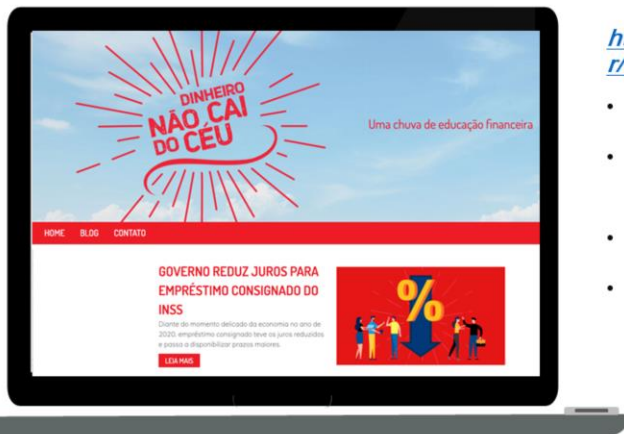 DINHEIRO
NÃO CAI
DO CÉU
Uma chuva de educação financeira
HOME BLOG CONTATO
GOVERNO REDUZ JUROS PARA
EMPRÉSTIMO CONSIGNADO DO
INSS
Diante do momento delicado da economia no ano de
2020, empréstimo consignado teve os juros reduzidos
e passa a disponibilizar prazos maiores.
LEIA MAIS
%